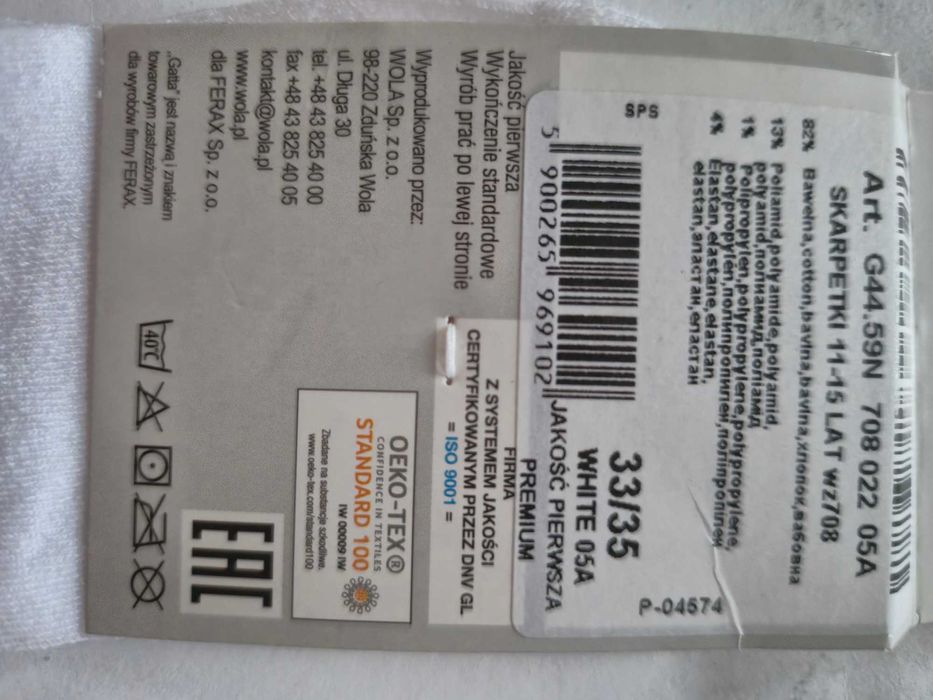 Art. G44.59N 708 022 05A
SKARPETKI 11-15 LAT wz708
82% Bawełna,cotton,bavlna,bavlna,хлопок,бавовна
13% Poliamid,polyamide,polyamid,
polyamid,полиамид,поліамід
1% Polipropylen,polypropylene,polypropylene,
polypropylen,полипропилен,поліпропілен
4% Elastan,elastane,elastan,
elastan,эластан,еластан
SPS
P-04674
33/35
WHITE 05A
JAKOŚĆ PIERWSZA
5 900265 969102
Jakość pierwsza
Wykończenie standardowe
Wyrób prać po lewej stronie
PREMIUM
FIRMA
Z SYSTEMEM JAKOŚCI
CERTYFIKOWANYM PRZEZ DNV GL
= ISO 9001 =
Wyprodukowano przez:
WOLA Sp. z o.o.
98-220 Zduńska Wola
ul. Długa 30
tel. +48 43 825 40 00
fax +48 43 825 40 05
kontakt@wola.pl
www.wola.pl
dla FERAX Sp. z o.o.
OEKO-TEX®
CONFIDENCE IN TEXTILES
STANDARD 100
IW 00009 IW
Zbadane na substancje szkodliwe.
www.oeko-tex.com/standard100
„Gatta" jest nazwą i znakiem
towarowym zastrzeżonym
dla wyrobów firmy FERAX.
40°C
EAC